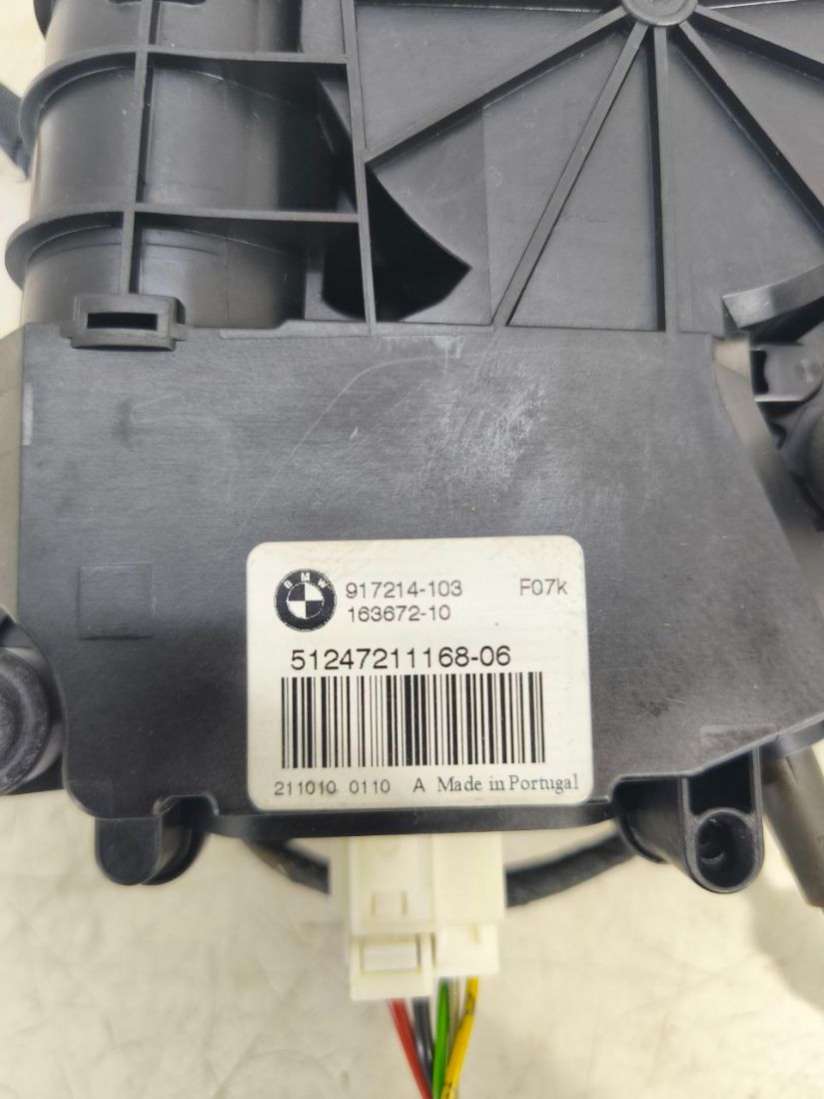 BMW
917214-103 F07k
163672-10
51247211168-06
211010 0110 A Made in Portugal